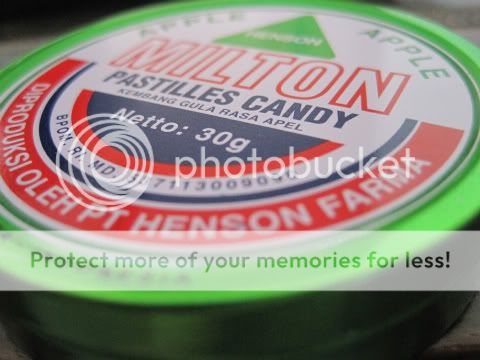 APPLE
APPLE
HENSON
MILTON
PASTILLES CANDY
KEMBANG GULA RASA APEL
Netto: 30g
DIPRODUKSI OLEH PT HENSON FARMA
photobucket
Protect more of your memories for less!